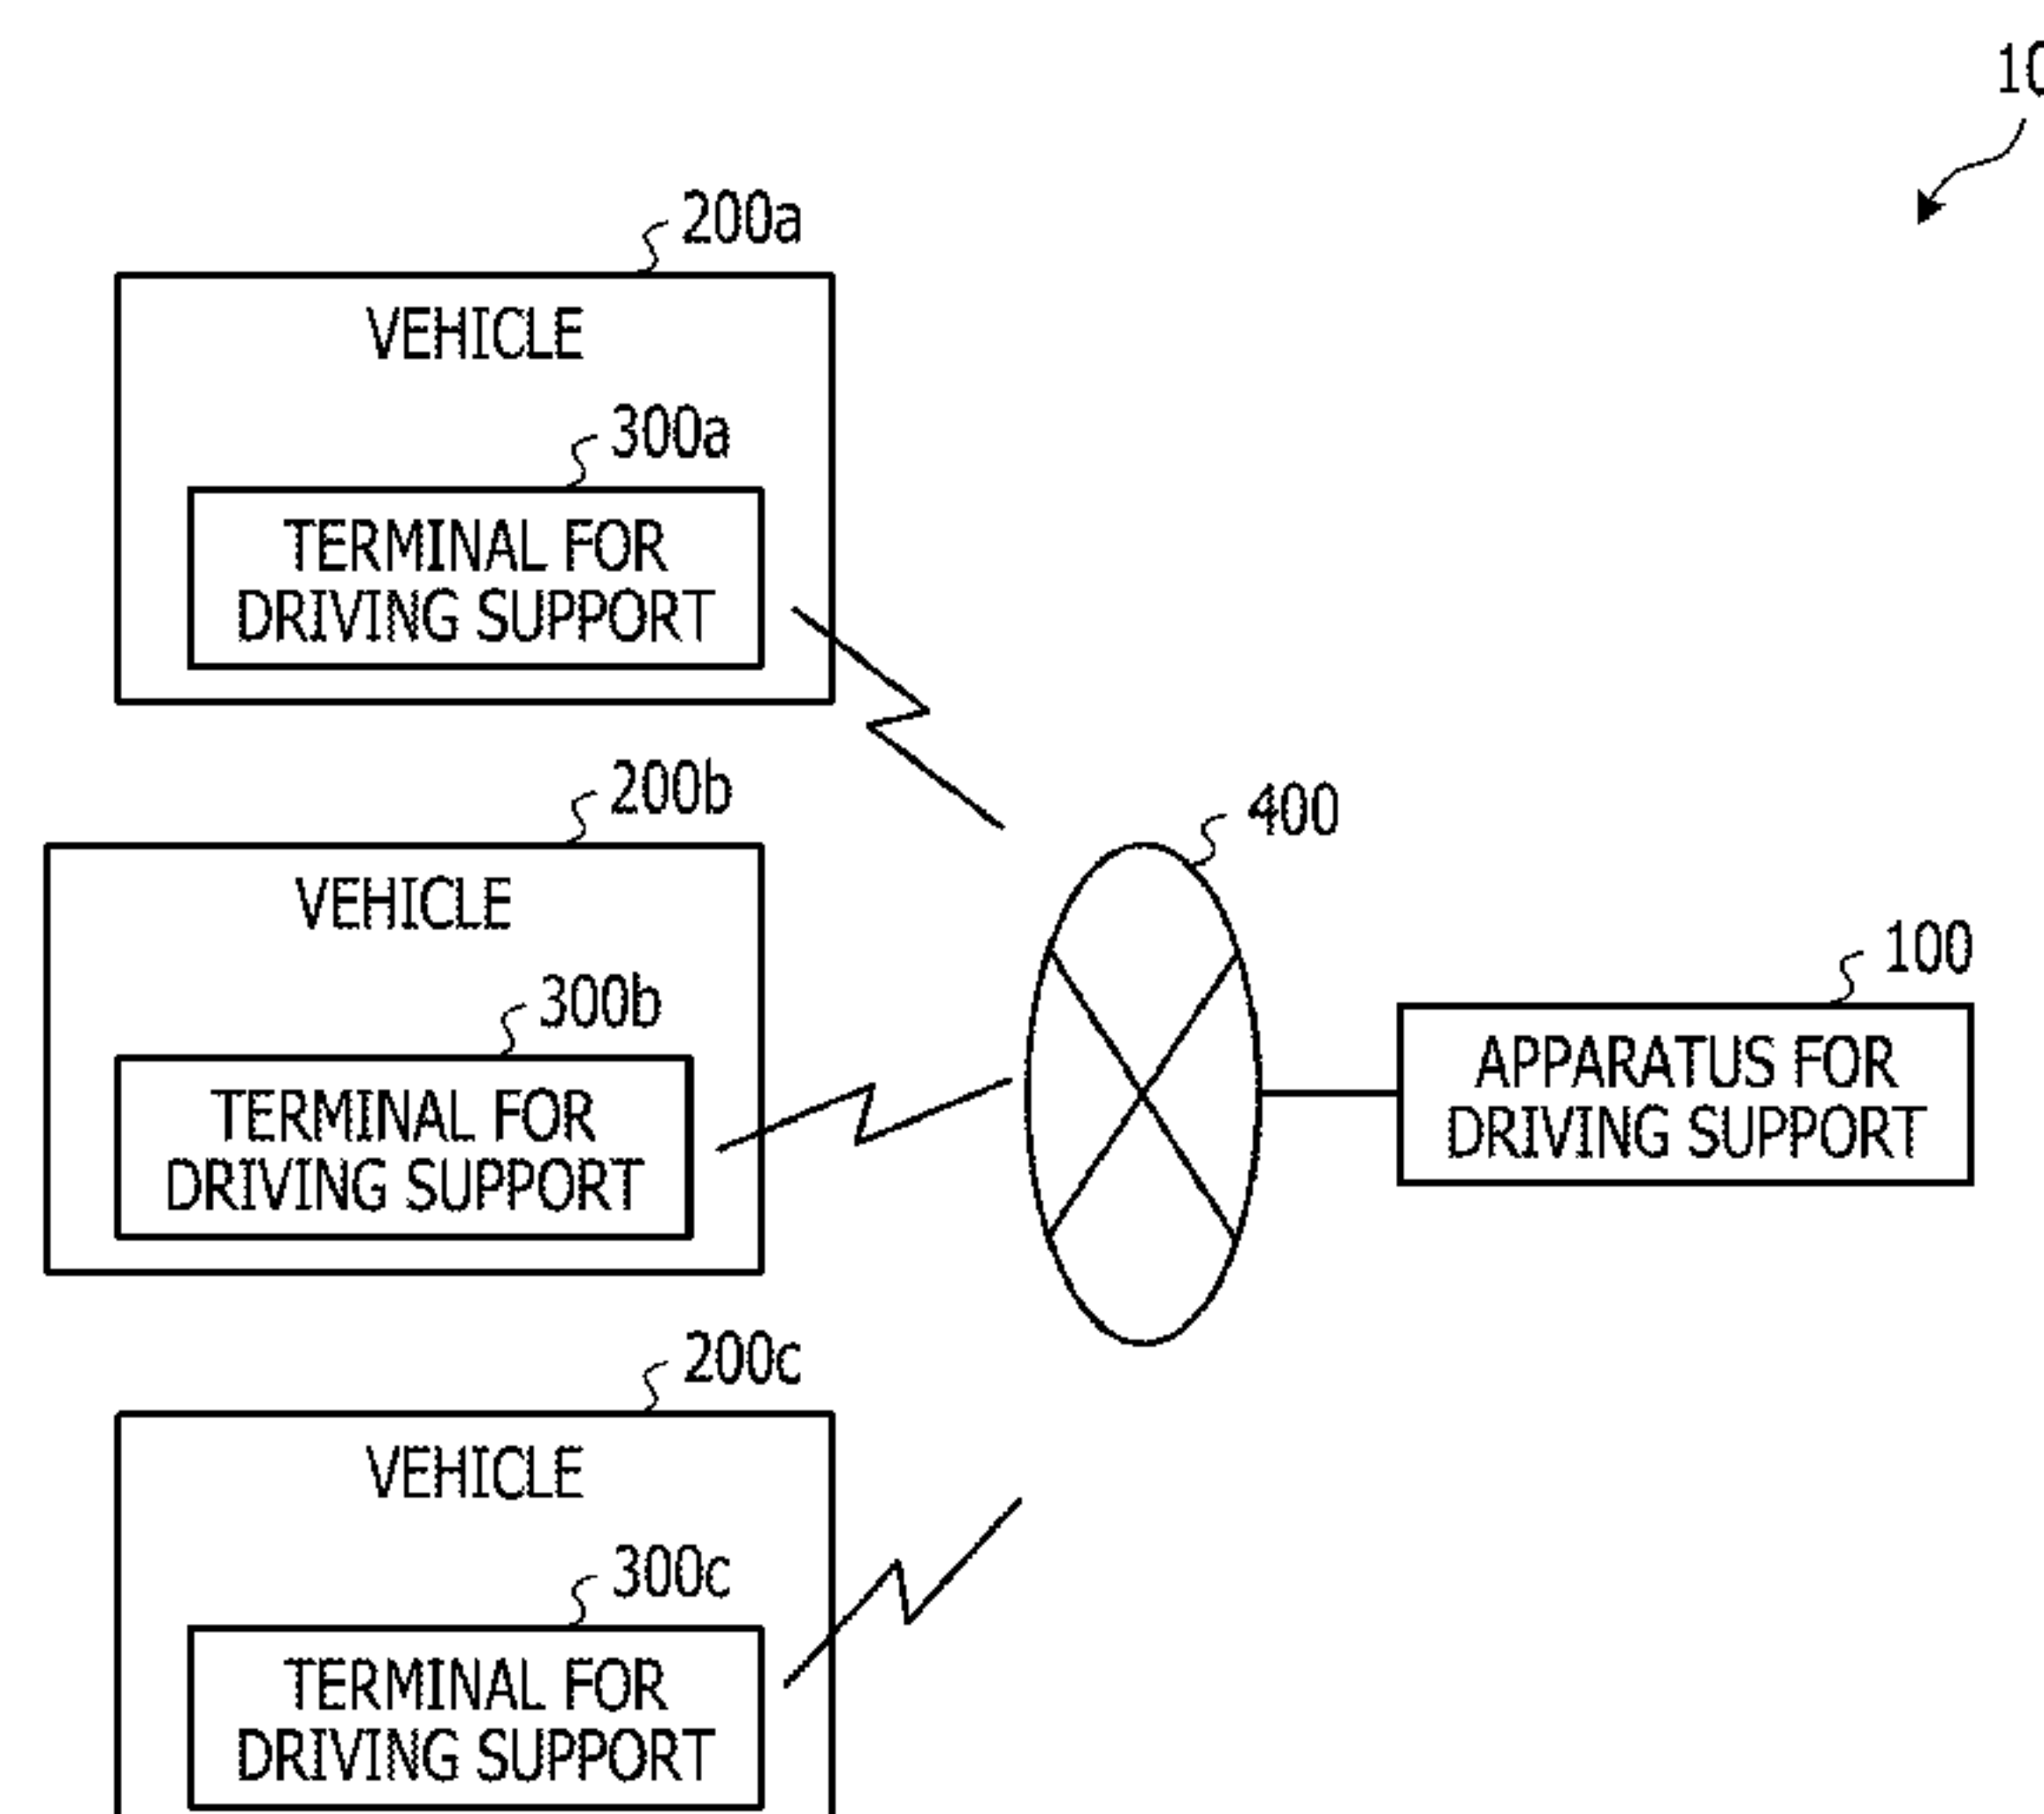 10
200a
VEHICLE
300a
TERMINAL FOR
DRIVING SUPPORT
200b
VEHICLE
300b
TERMINAL FOR
DRIVING SUPPORT
400
100
APPARATUS FOR
DRIVING SUPPORT
200c
VEHICLE
300c
TERMINAL FOR
DRIVING SUPPORT